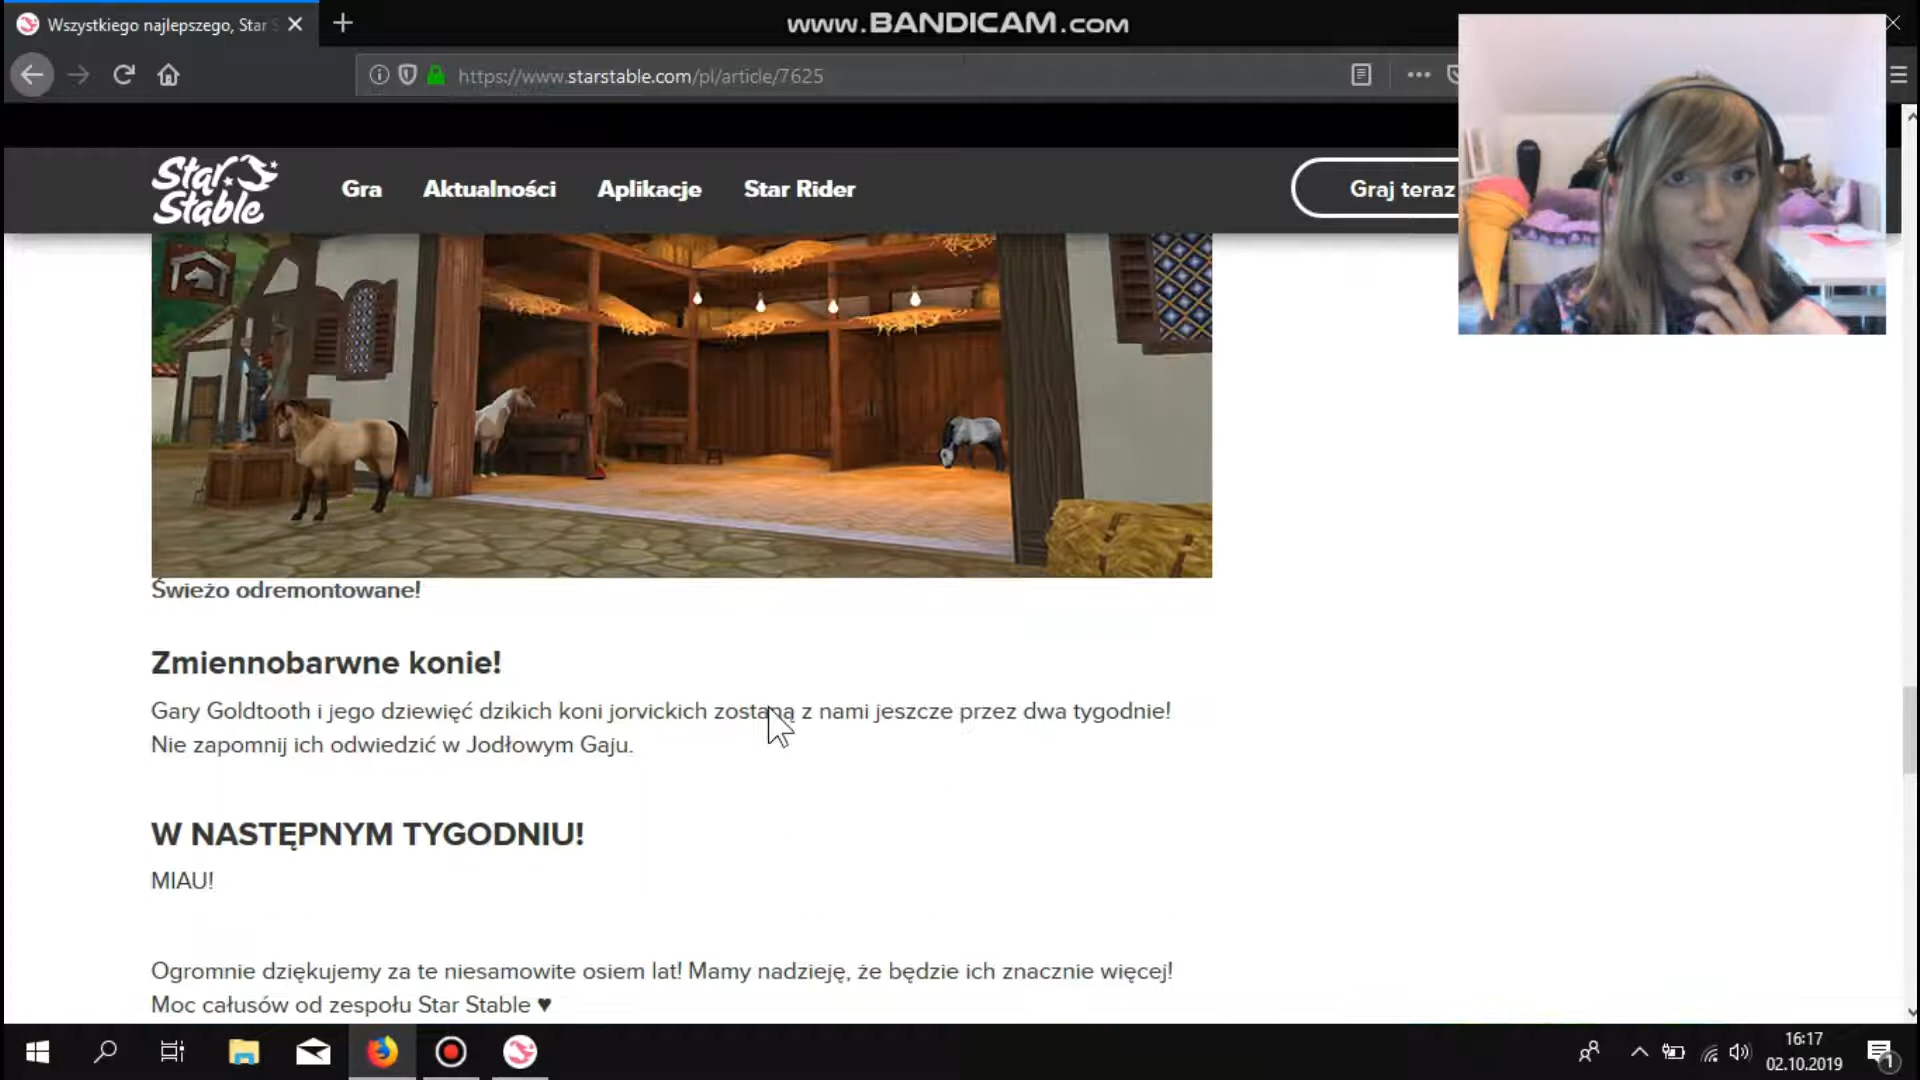 Wszystkiego najlepszego, Star S
www.BANDICAM.com
https://www.starstable.com/pl/article/7625
Star Stable
Gra
Aktualności
Aplikacje
Star Rider
Graj teraz
Świeżo odremontowane!
Zmiennobarwne konie!
Gary Goldtooth i jego dziewięć dzikich koni jorvickich zostaną z nami jeszcze przez dwa tygodnie!
Nie zapomnij ich odwiedzić w Jodłowym Gaju.
W NASTĘPNYM TYGODNIU!
MIAU!
Ogromnie dziękujemy za te niesamowite osiem lat! Mamy nadzieję, że będzie ich znacznie więcej!
Moc całusów od zespołu Star Stable ♥
16:17
02.10.2019
1